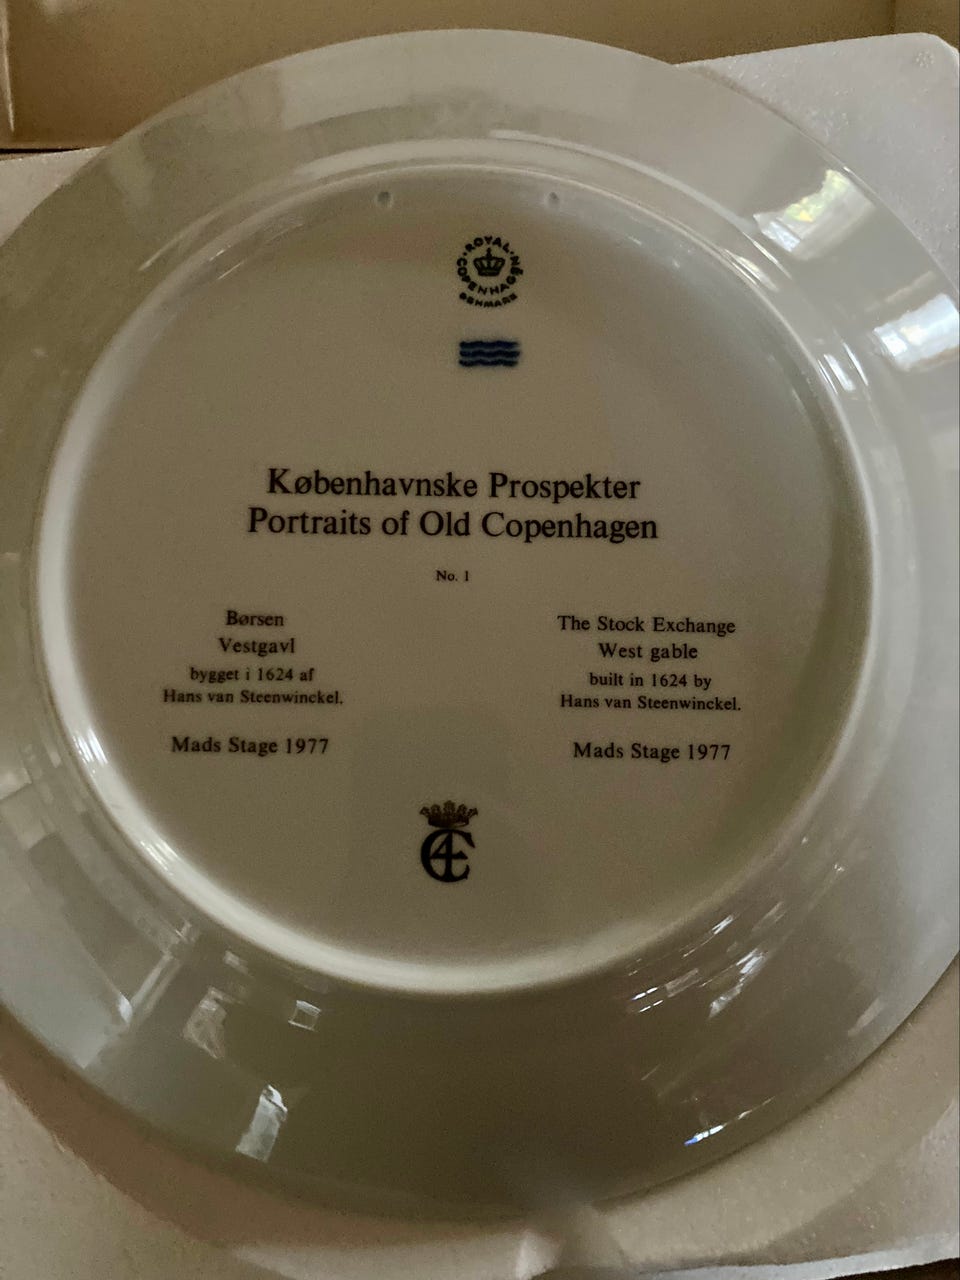 ROYAL COPENHAGEN
DENMARK
Københavnske Prospekter
Portraits of Old Copenhagen
No. 1
Børsen
Vestgavl
bygget i 1624 af
Hans van Steenwinckel.
Mads Stage 1977
The Stock Exchange
West gable
built in 1624 by
Hans van Steenwinckel.
Mads Stage 1977
C4